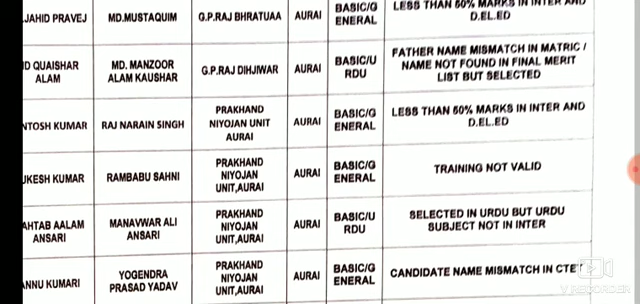 JAHID PRAVEJ MD.MUSTAQUIM G.P.RAJ BHRATUAA AURAI BASIC/G ENERAL LESS THAN 50% MARKS IN INTER AND D.EL.ED
QUAISHAR ALAM MD. MANZOOR ALAM KAUSHAR G.P.RAJ DIHJIWAR AURAI BASIC/U RDU FATHER NAME MISMATCH IN MATRIC / NAME NOT FOUND IN FINAL MERIT LIST BUT SELECTED
NTOSH KUMAR RAJ NARAIN SINGH PRAKHAND NIYOJAN UNIT AURAI AURAI BASIC/G ENERAL LESS THAN 50% MARKS IN INTER AND D.EL.ED
UKESH KUMAR RAMBABU SAHNI PRAKHAND NIYOJAN UNIT,AURAI AURAI BASIC/G ENERAL TRAINING NOT VALID
AHTAB AALAM ANSARI MANAVWAR ALI ANSARI PRAKHAND NIYOJAN UNIT,AURAI AURAI BASIC/U RDU SELECTED IN URDU BUT URDU SUBJECT NOT IN INTER
ANNU KUMARI YOGENDRA PRASAD YADAV PRAKHAND NIYOJAN UNIT,AURAI AURAI BASIC/G ENERAL CANDIDATE NAME MISMATCH IN CTET
V RECORDER